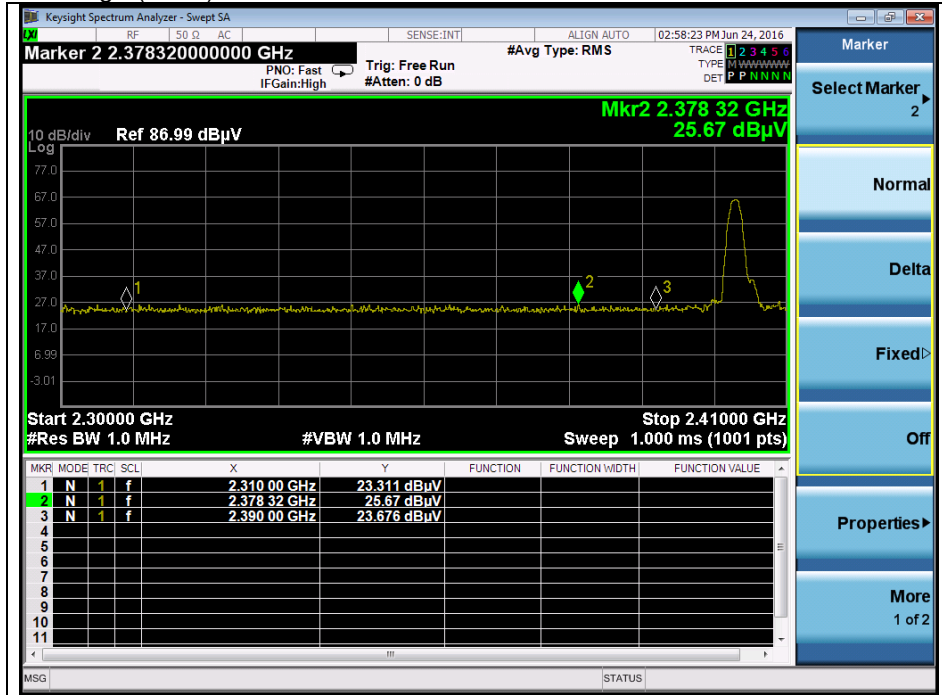 Keysight Spectrum Analyzer - Swept SA
LXI RF 50 Ω AC SENSE:INT ALIGN AUTO 02:58:23 PM Jun 24, 2016
Marker 2 2.378320000000 GHz
PNO: Fast
IFGain:High
Trig: Free Run
#Atten: 0 dB
#Avg Type: RMS
TRACE 1 2 3 4 5 6
TYPE M W W W W W
DET P P N N N N
Mkr2 2.378 32 GHz
25.67 dBµV
10 dB/div Ref 86.99 dBµV
Log
77.0
67.0
57.0
47.0
37.0
27.0
17.0
6.99
-3.01
1
2
3
Start 2.30000 GHz Stop 2.41000 GHz
#Res BW 1.0 MHz #VBW 1.0 MHz Sweep 1.000 ms (1001 pts)
MKR MODE TRC SCL X Y FUNCTION FUNCTION WIDTH FUNCTION VALUE
1 N 1 f 2.310 00 GHz 23.311 dBµV
2 N 1 f 2.378 32 GHz 25.67 dBµV
3 N 1 f 2.390 00 GHz 23.676 dBµV
4
5
6
7
8
9
10
11
MSG STATUS
Marker
Select Marker
2
Normal
Delta
Fixed
Off
Properties
More
1 of 2